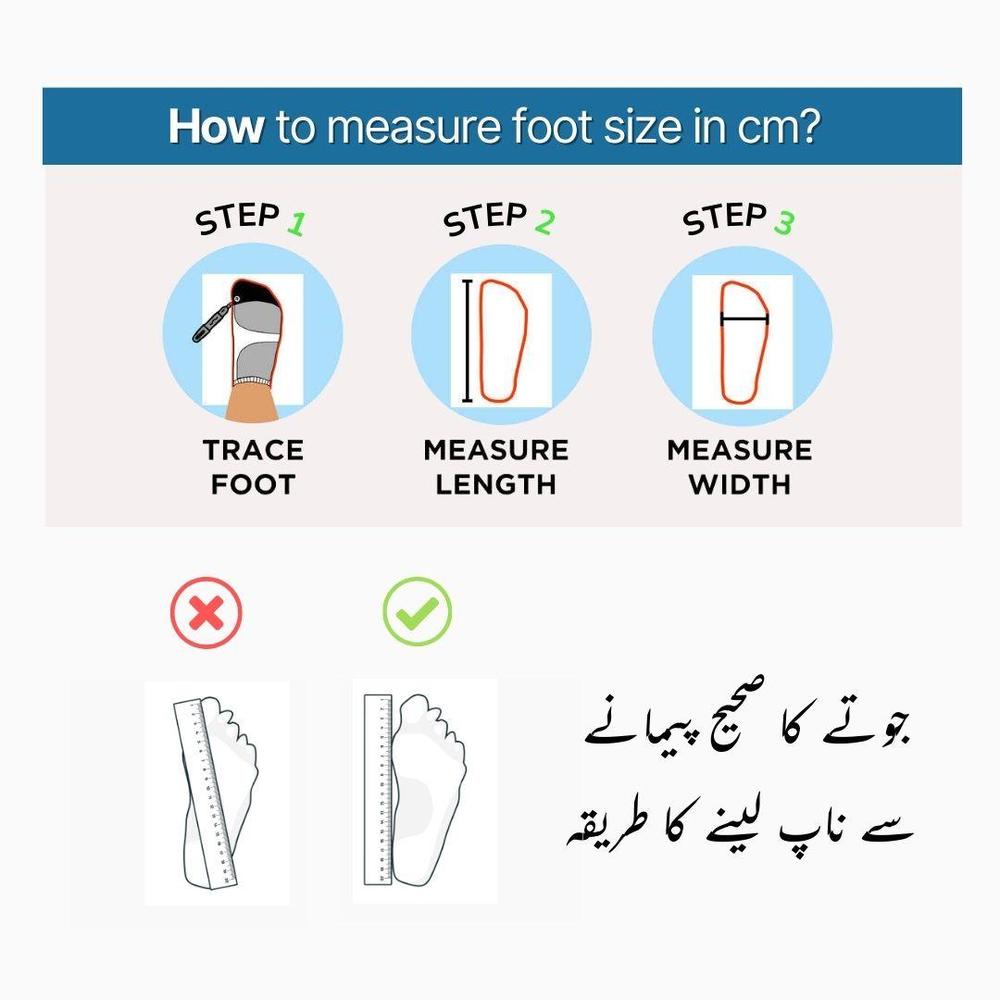 How to measure foot size in cm?
STEP 1
STEP 2
STEP 3
TRACE
FOOT
MEASURE
LENGTH
MEASURE
WIDTH
جوتے کا صحیح پیمانے
سے ناپ لینے کا طریقہ